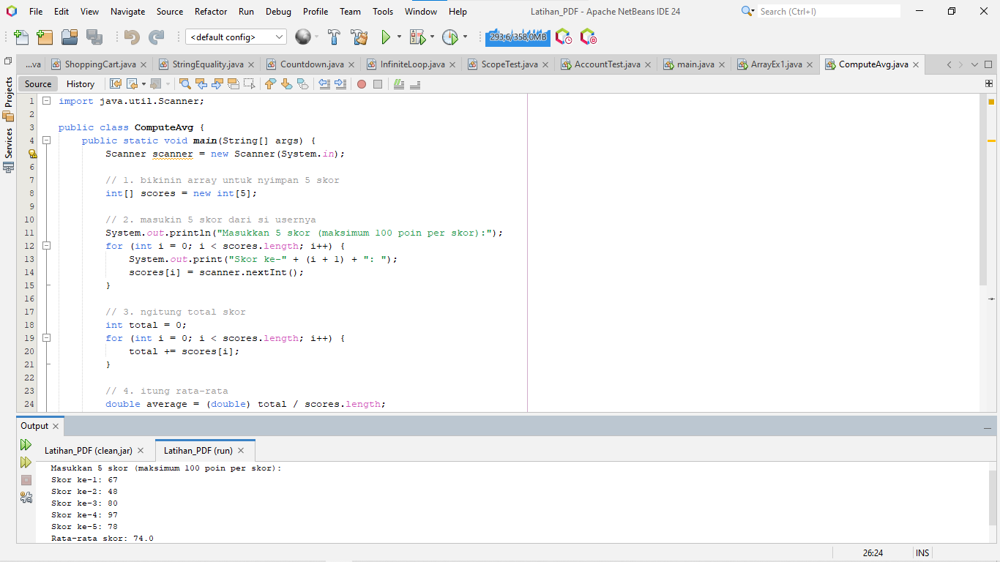 File Edit View Navigate Source Refactor Run Debug Profile Team Tools Window Help Latihan_PDF - Apache NetBeans IDE 24 Search (Ctrl+I)
<default config> 293,6/358,0MB
...va ShoppingCart.java StringEquality.java Countdown.java InfiniteLoop.java ScopeTest.java AccountTest.java main.java ArrayEx1.java ComputeAvg.java
Source History
Projects
Services
1 import java.util.Scanner;
2
3 public class ComputeAvg {
4 public static void main(String[] args) {
Scanner scanner = new Scanner(System.in);
6
7 // 1. bikinin array untuk nyimpan 5 skor
8 int[] scores = new int[5];
9
10 // 2. masukin 5 skor dari si usernya
11 System.out.println("Masukkan 5 skor (maksimum 100 poin per skor):");
12 for (int i = 0; i < scores.length; i++) {
13 System.out.print("Skor ke-" + (i + 1) + ": ");
14 scores[i] = scanner.nextInt();
15 }
16
17 // 3. ngitung total skor
18 int total = 0;
19 for (int i = 0; i < scores.length; i++) {
20 total += scores[i];
21 }
22
23 // 4. itung rata-rata
24 double average = (double) total / scores.length;
Output
Latihan_PDF (clean,jar) Latihan_PDF (run)
Masukkan 5 skor (maksimum 100 poin per skor):
Skor ke-1: 67
Skor ke-2: 48
Skor ke-3: 80
Skor ke-4: 97
Skor ke-5: 78
Rata-rata skor: 74.0
26:24 INS